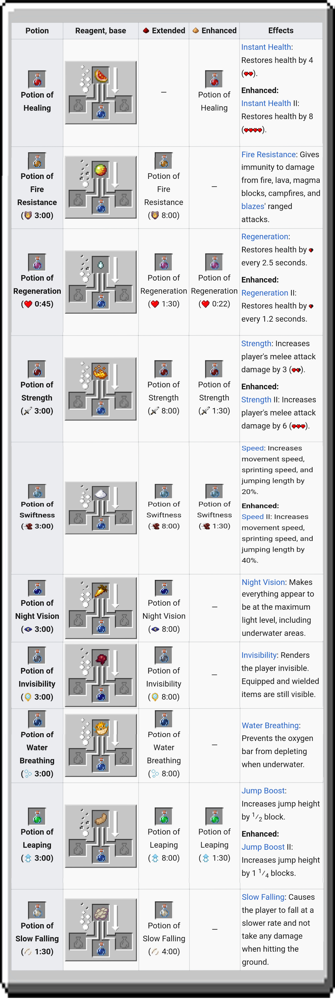 Potion Reagent, base Extended Enhanced Effects
Potion of
Healing
–
Potion of
Healing
Instant Health:
Restores health by 4
( ).
Enhanced:
Instant Health II:
Restores health by 8
( ).
Potion of
Fire
Resistance
( 3:00)
Potion of
Fire
Resistance
( 8:00)
–
Fire Resistance: Gives
immunity to damage
from fire, lava, magma
blocks, campfires, and
blazes' ranged
attacks.
Potion of
Regeneration
( 0:45)
Potion of
Regeneration
( 1:30)
Potion of
Regeneration
( 0:22)
Regeneration:
Restores health by
every 2.5 seconds.
Enhanced:
Regeneration II:
Restores health by
every 1.2 seconds.
Potion of
Strength
( 3:00)
Potion of
Strength
( 8:00)
Potion of
Strength
( 1:30)
Strength: Increases
player's melee attack
damage by 3 ( ).
Enhanced:
Strength II: Increases
player's melee attack
damage by 6 ( ).
Potion of
Swiftness
( 3:00)
Potion of
Swiftness
( 8:00)
Potion of
Swiftness
( 1:30)
Speed: Increases
movement speed,
sprinting speed, and
jumping length by
20%.
Enhanced:
Speed II: Increases
movement speed,
sprinting speed, and
jumping length by
40%.
Potion of
Night Vision
( 3:00)
Potion of
Night Vision
( 8:00)
–
Night Vision: Makes
everything appear to
be at the maximum
light level, including
underwater areas.
Potion of
Invisibility
( 3:00)
Potion of
Invisibility
( 8:00)
–
Invisibility: Renders
the player invisible.
Equipped and wielded
items are still visible.
Potion of
Water
Breathing
( 3:00)
Potion of
Water
Breathing
( 8:00)
–
Water Breathing:
Prevents the oxygen
bar from depleting
when underwater.
Potion of
Leaping
( 3:00)
Potion of
Leaping
( 8:00)
Potion of
Leaping
( 1:30)
Jump Boost:
Increases jump height
by 1/2 block.
Enhanced:
Jump Boost II:
Increases jump height
by 1 1/4 blocks.
Potion of
Slow Falling
( 1:30)
Potion of
Slow Falling
( 4:00)
–
Slow Falling: Causes
the player to fall at a
slower rate and not
take any damage
when hitting the
ground.